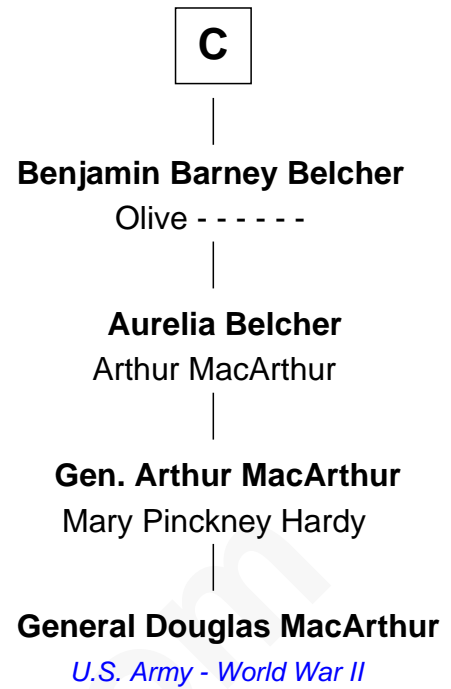 C
Benjamin Barney Belcher
Olive - - - - - -
Aurelia Belcher
Arthur MacArthur
Gen. Arthur MacArthur
Mary Pinckney Hardy
General Douglas MacArthur
U.S. Army - World War II